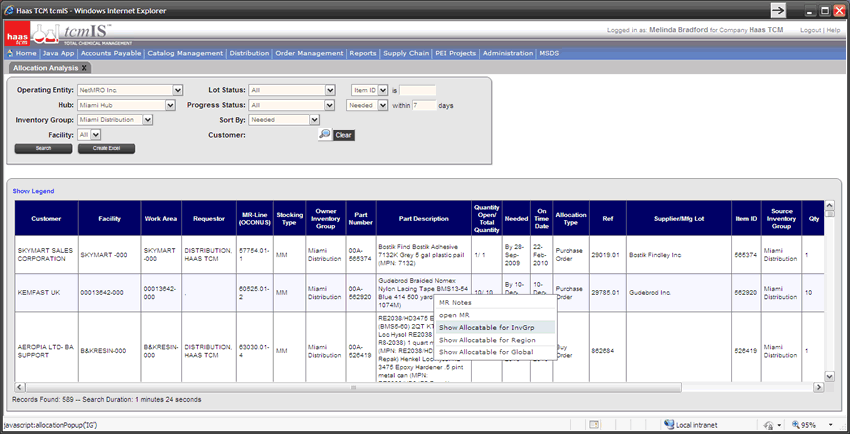 Haas TCM tcmIS - Windows Internet Explorer
haas tcm tcmIS TOTAL CHEMICAL MANAGEMENT
Logged in as: Melinda Bradford for Company Haas TCM Logout | Help
Home | Java App | Accounts Payable | Catalog Management | Distribution | Order Management | Reports | Supply Chain | PEI Projects | Administration | MSDS
Allocation Analysis X
Operating Entity: NetMRO Inc. Lot Status: All Item ID is
Hub: Miami Hub Progress Status: All Needed within 7 days
Inventory Group: Miami Distribution Sort By: Needed
Facility: All Customer: Clear
Search Create Excel
Show Legend
Customer Facility Work Area Requestor MR-Line (OCONUS) Stocking Type Owner Inventory Group Part Number Part Description Quantity Open/ Total Quantity Needed On Time Date Allocation Type Ref Supplier/Mfg Lot Item ID Source Inventory Group Qty
SKYMART SALES CORPORATION SKYMART -000 SKYMART -000 DISTRIBUTION, HAAS TCM 57754.01-1 MM Miami Distribution 00A-566374 Bostik Find Bostik Adhesive 7132K Grey 5 gal plastic pail (MPN: 7132) 1/ 1 By 28-Sep-2009 22-Feb-2010 Purchase Order 29019.01 Bostik Findley Inc. 566374 Miami Distribution 1
KEMFAST UK 00013642-000 00013642-000 , 60625.01-2 MM Miami Distribution 00A-562920 Gudebrod Braided Nomex Nylon Lacing Tape BMS13-54 Blue 414 500 yard 1074M) 10/ 10 By 10-Dec- 10-Dec- Purchase Order 29785.01 Gudebrod Inc. 562920 Miami Distribution 10
AEROPIA LTD- BA SUPPORT B&KRESIN-000 DISTRIBUTION, HAAS TCM 63030.01-4 MM Miami Distribution 00A-526419 RE2038/HD3475 E (BMS5-60) 2QT KT Loc Hysol RE2038 R8-2038) 1 quart m (MPN: RE2038/HD Repak) Henkel Loc 3475 Epoxy Hardener .5 pint metal can (MPN: Buy Order 862684 526419 Miami Distribution 1
MR Notes
open MR
Show Allocatable for InvGrp
Show Allocatable for Region
Show Allocatable for Global
Records Found: 589 -- Search Duration: 1 minutes 24 seconds
javascript:allocationPopup('IG') Local intranet 95%